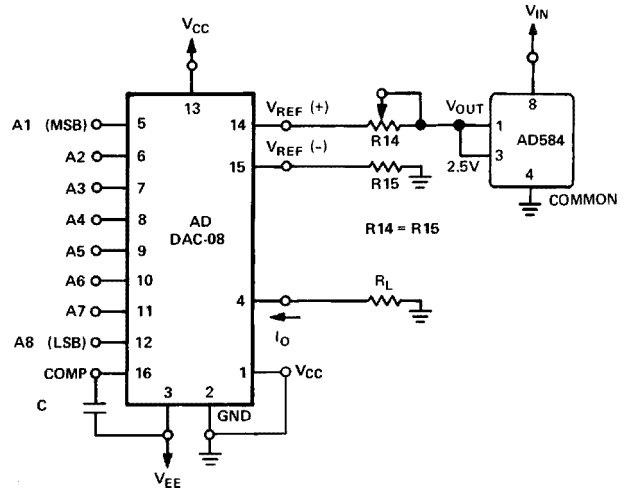 VCC
VIN
13
8
VREF (+)
VOUT
A1 (MSB) 5
14
R14
1
AD584
VREF (-)
3
A2 6
15
2.5V
R15
4
A3 7
COMMON
A4 8
AD
DAC-08
R14 = R15
A5 9
A6 10
RL
A7 11
4
IO
A8 (LSB) 12
COMP 16
1
VCC
3
2
C
GND
VEE